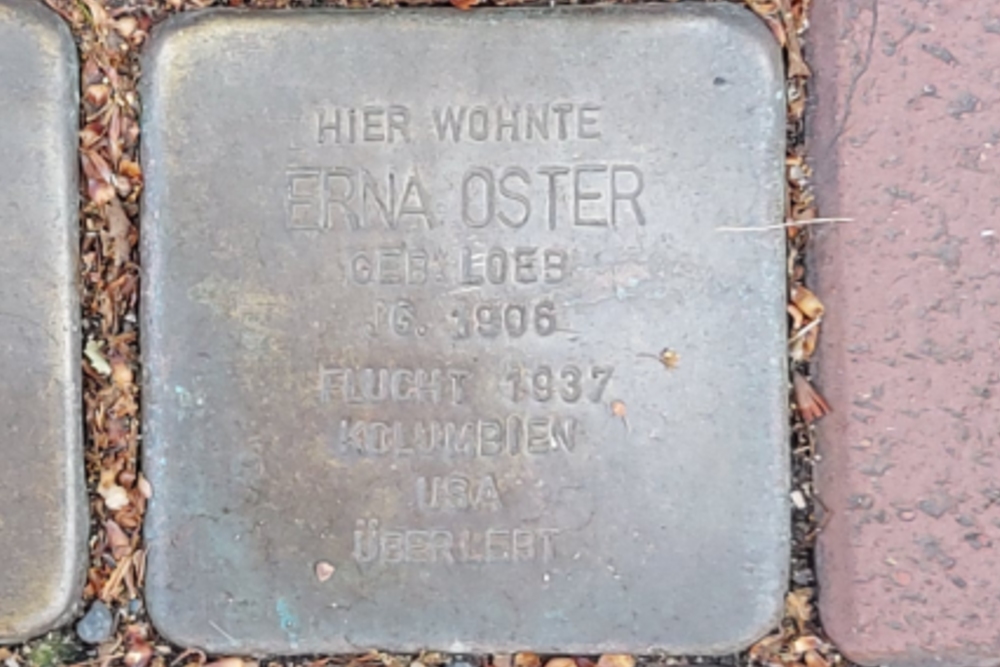 HIER WOHNTE
ERNA OSTER
GEB. LOEB
JG. 1906
FLUCHT 1937
KOLUMBIEN
USA
ÜBERLEBT